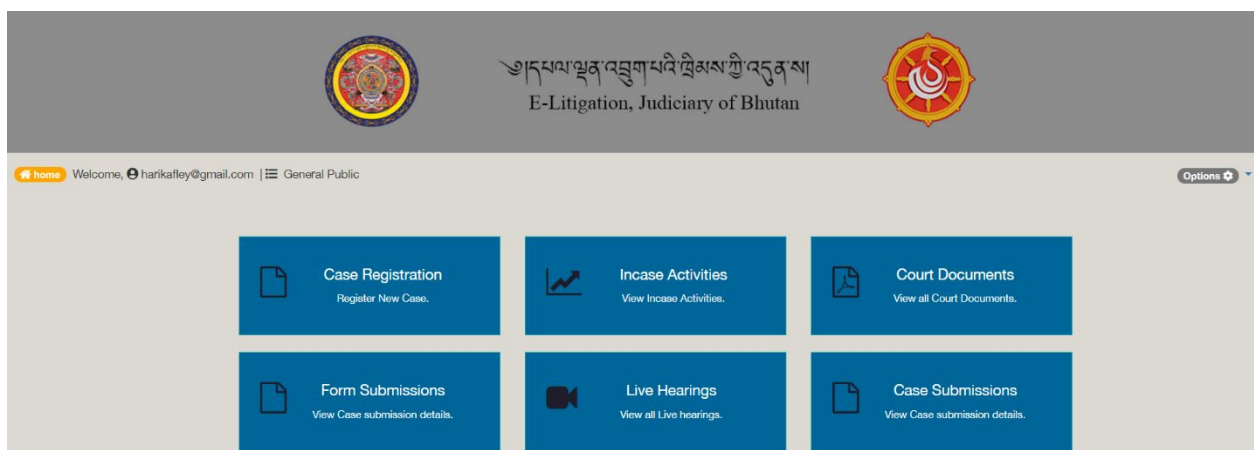 ༄།དཔལ་ལྡན་འབྲུག་པའི་ཁྲིམས་ཀྱི་འདུན་ས།
E-Litigation, Judiciary of Bhutan
home Welcome, harikafley@gmail.com | General Public
Options
Case Registration
Register New Case.
Incase Activities
View Incase Activities.
Court Documents
View all Court Documents.
Form Submissions
View Case submission details.
Live Hearings
View all Live hearings.
Case Submissions
View Case submission details.